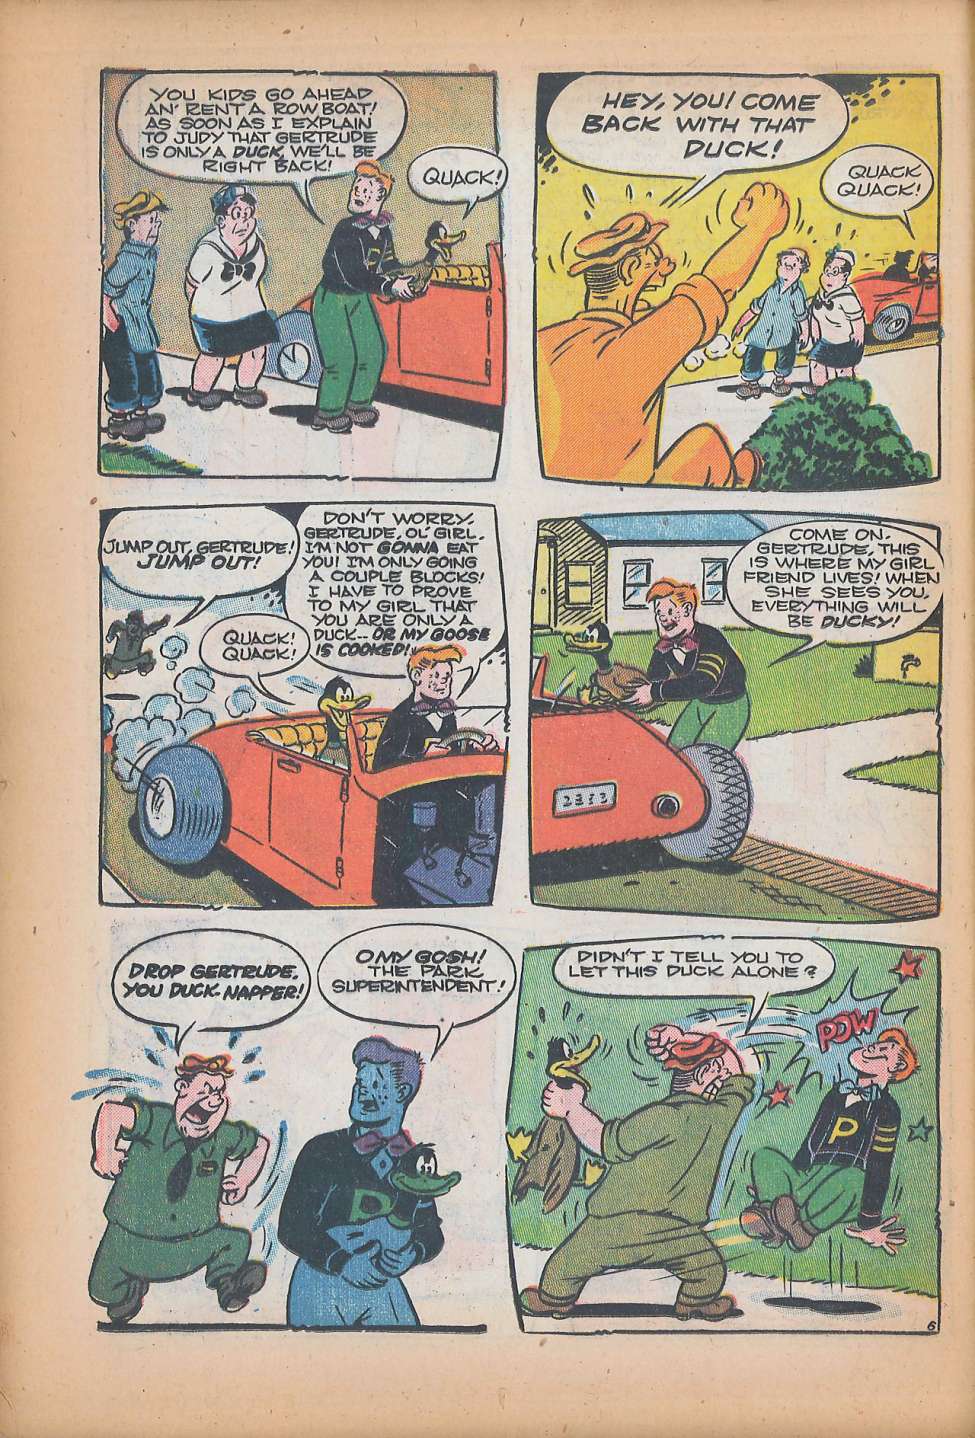 YOU KIDS GO AHEAD
AN' RENT A ROWBOAT!
AS SOON AS I EXPLAIN
TO JUDY THAT GERTRUDE
IS ONLY A DUCK, WE'LL BE
RIGHT BACK!
QUACK!
P
HEY, YOU! COME
BACK WITH THAT
DUCK!
QUACK
QUACK!
JUMP OUT, GERTRUDE!
JUMP OUT!
QUACK!
QUACK!
DON'T WORRY,
GERTRUDE, OL' GIRL.
I'M NOT GONNA EAT
YOU! I'M ONLY GOING
A COUPLE BLOCKS!
I HAVE TO PROVE
TO MY GIRL THAT
YOU ARE ONLY A
DUCK-- OR MY GOOSE
IS COOKED!
COME ON,
GERTRUDE, THIS
IS WHERE MY GIRL
FRIEND LIVES! WHEN
SHE SEES YOU,
EVERYTHING WILL
BE DUCKY!
2312
DROP GERTRUDE,
YOU DUCK-NAPPER!
O MY GOSH!
THE PARK
SUPERINTENDENT!
P
DIDN'T I TELL YOU TO
LET THIS DUCK ALONE?
POW
P
6